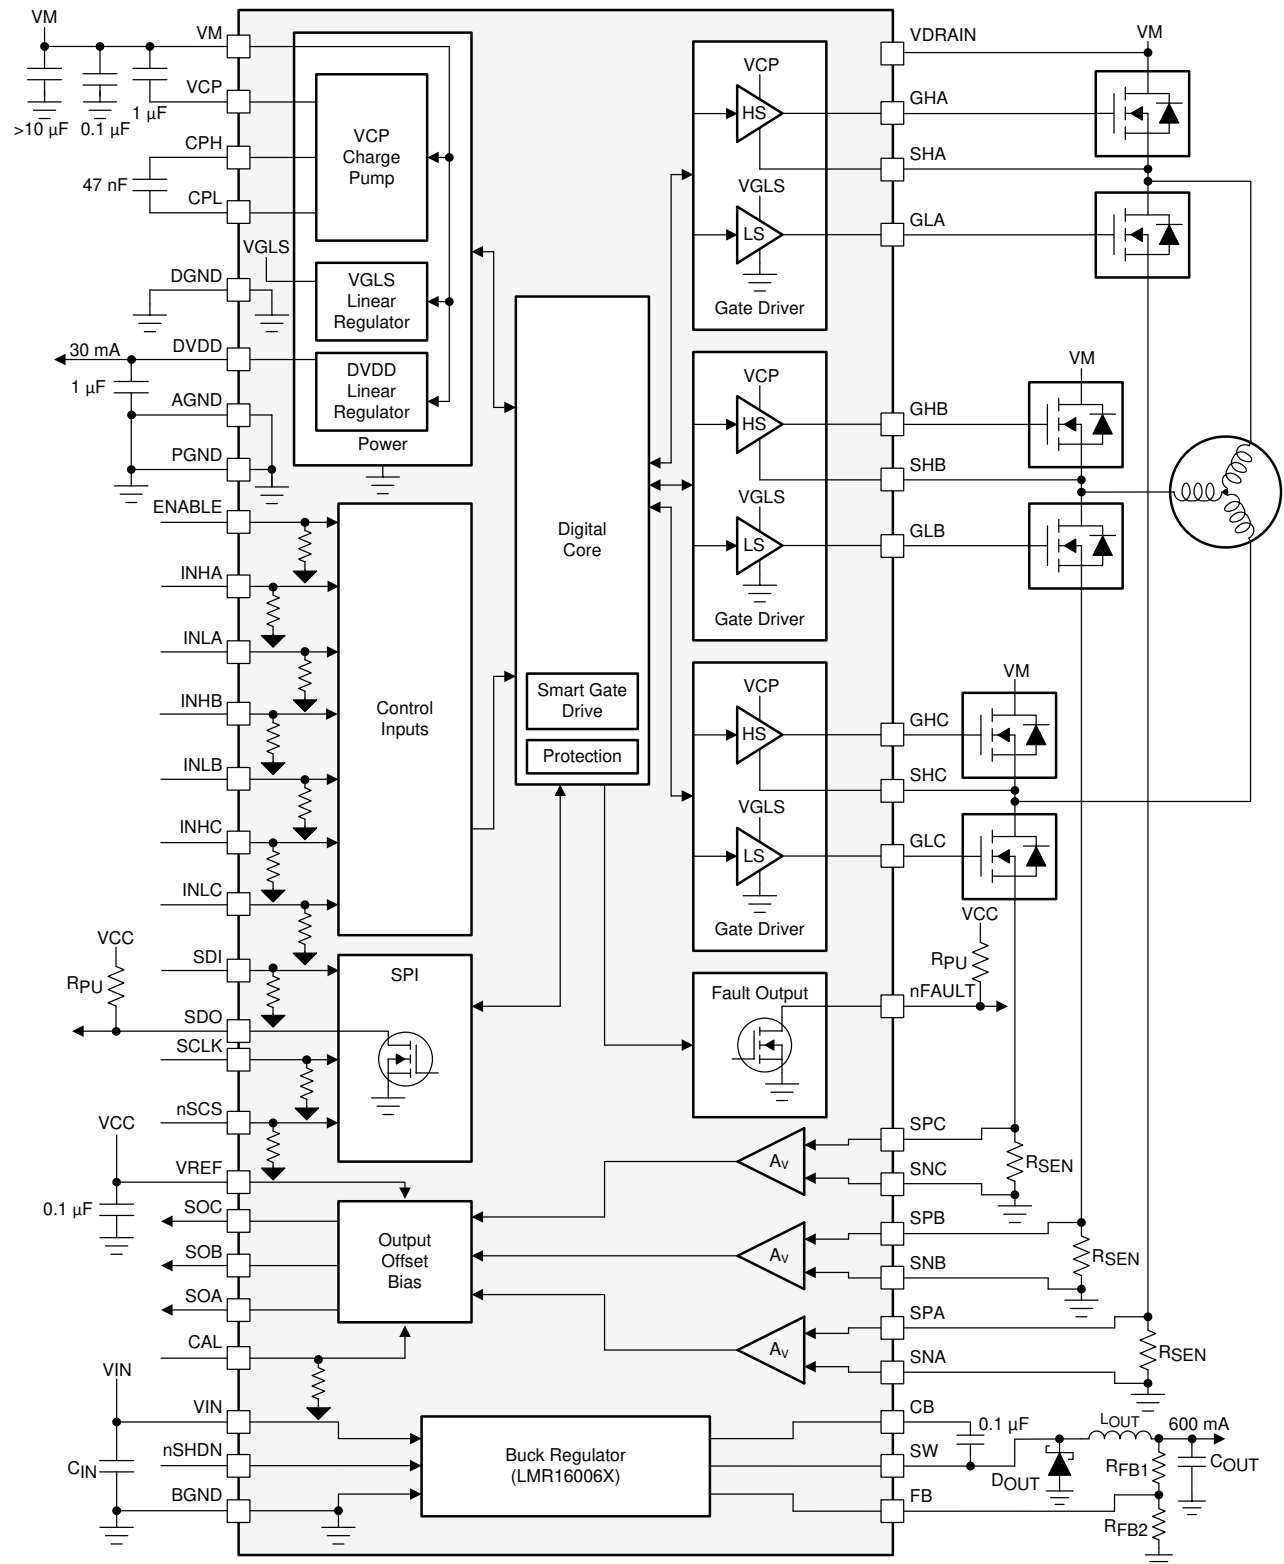 VM
VM
VCP
>10 µF
0.1 µF
1 µF
CPH
47 nF
CPL
VGLS
DGND
30 mA
DVDD
1 µF
AGND
PGND
ENABLE
INHA
INLA
INHB
INLB
INHC
INLC
VCC
RPU
SDI
SDO
SCLK
nSCS
VCC
VREF
0.1 µF
SOC
SOB
SOA
CAL
VIN
VIN
nSHDN
CIN
BGND
VCP
Charge
Pump
VGLS
Linear
Regulator
DVDD
Linear
Regulator
Power
Control
Inputs
SPI
Output
Offset
Bias
Digital
Core
Smart Gate
Drive
Protection
Buck Regulator
(LMR16006X)
VCP
HS
VGLS
LS
Gate Driver
VCP
HS
VGLS
LS
Gate Driver
VCP
HS
VGLS
LS
Gate Driver
Fault Output
AV
AV
AV
VDRAIN
VM
GHA
SHA
GLA
VM
GHB
SHB
GLB
VM
GHC
SHC
GLC
VCC
RPU
nFAULT
SPC
SNC
RSEN
SPB
SNB
RSEN
SPA
SNA
RSEN
CB
0.1 µF
SW
FB
LOUT
600 mA
DOUT
RFB1
COUT
RFB2